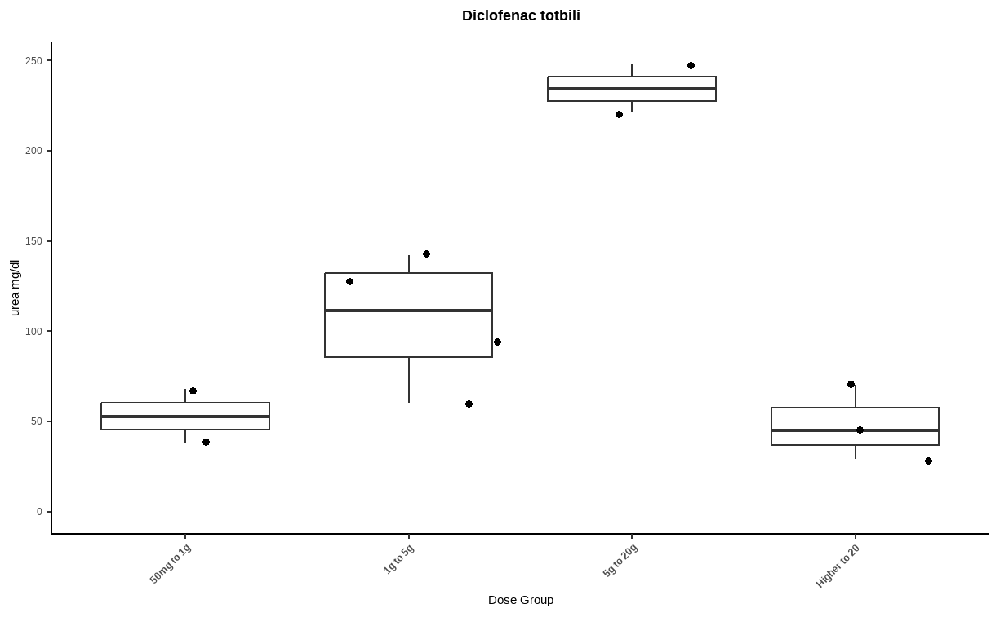 Diclofenac totbili
250
200
150
100
50
0
urea mg/dl
50mg to 1g
1g to 5g
5g to 20g
Higher to 20
Dose Group